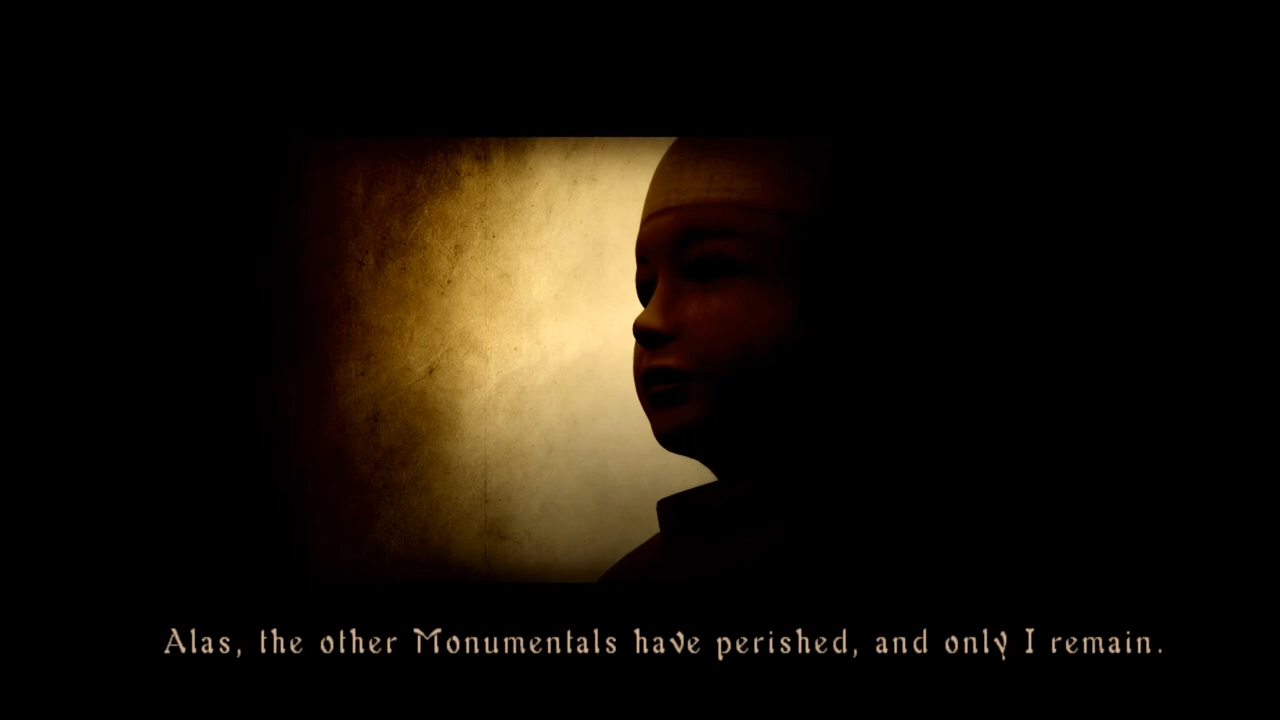 Alas, the other Monumentals have perished, and only I remain.